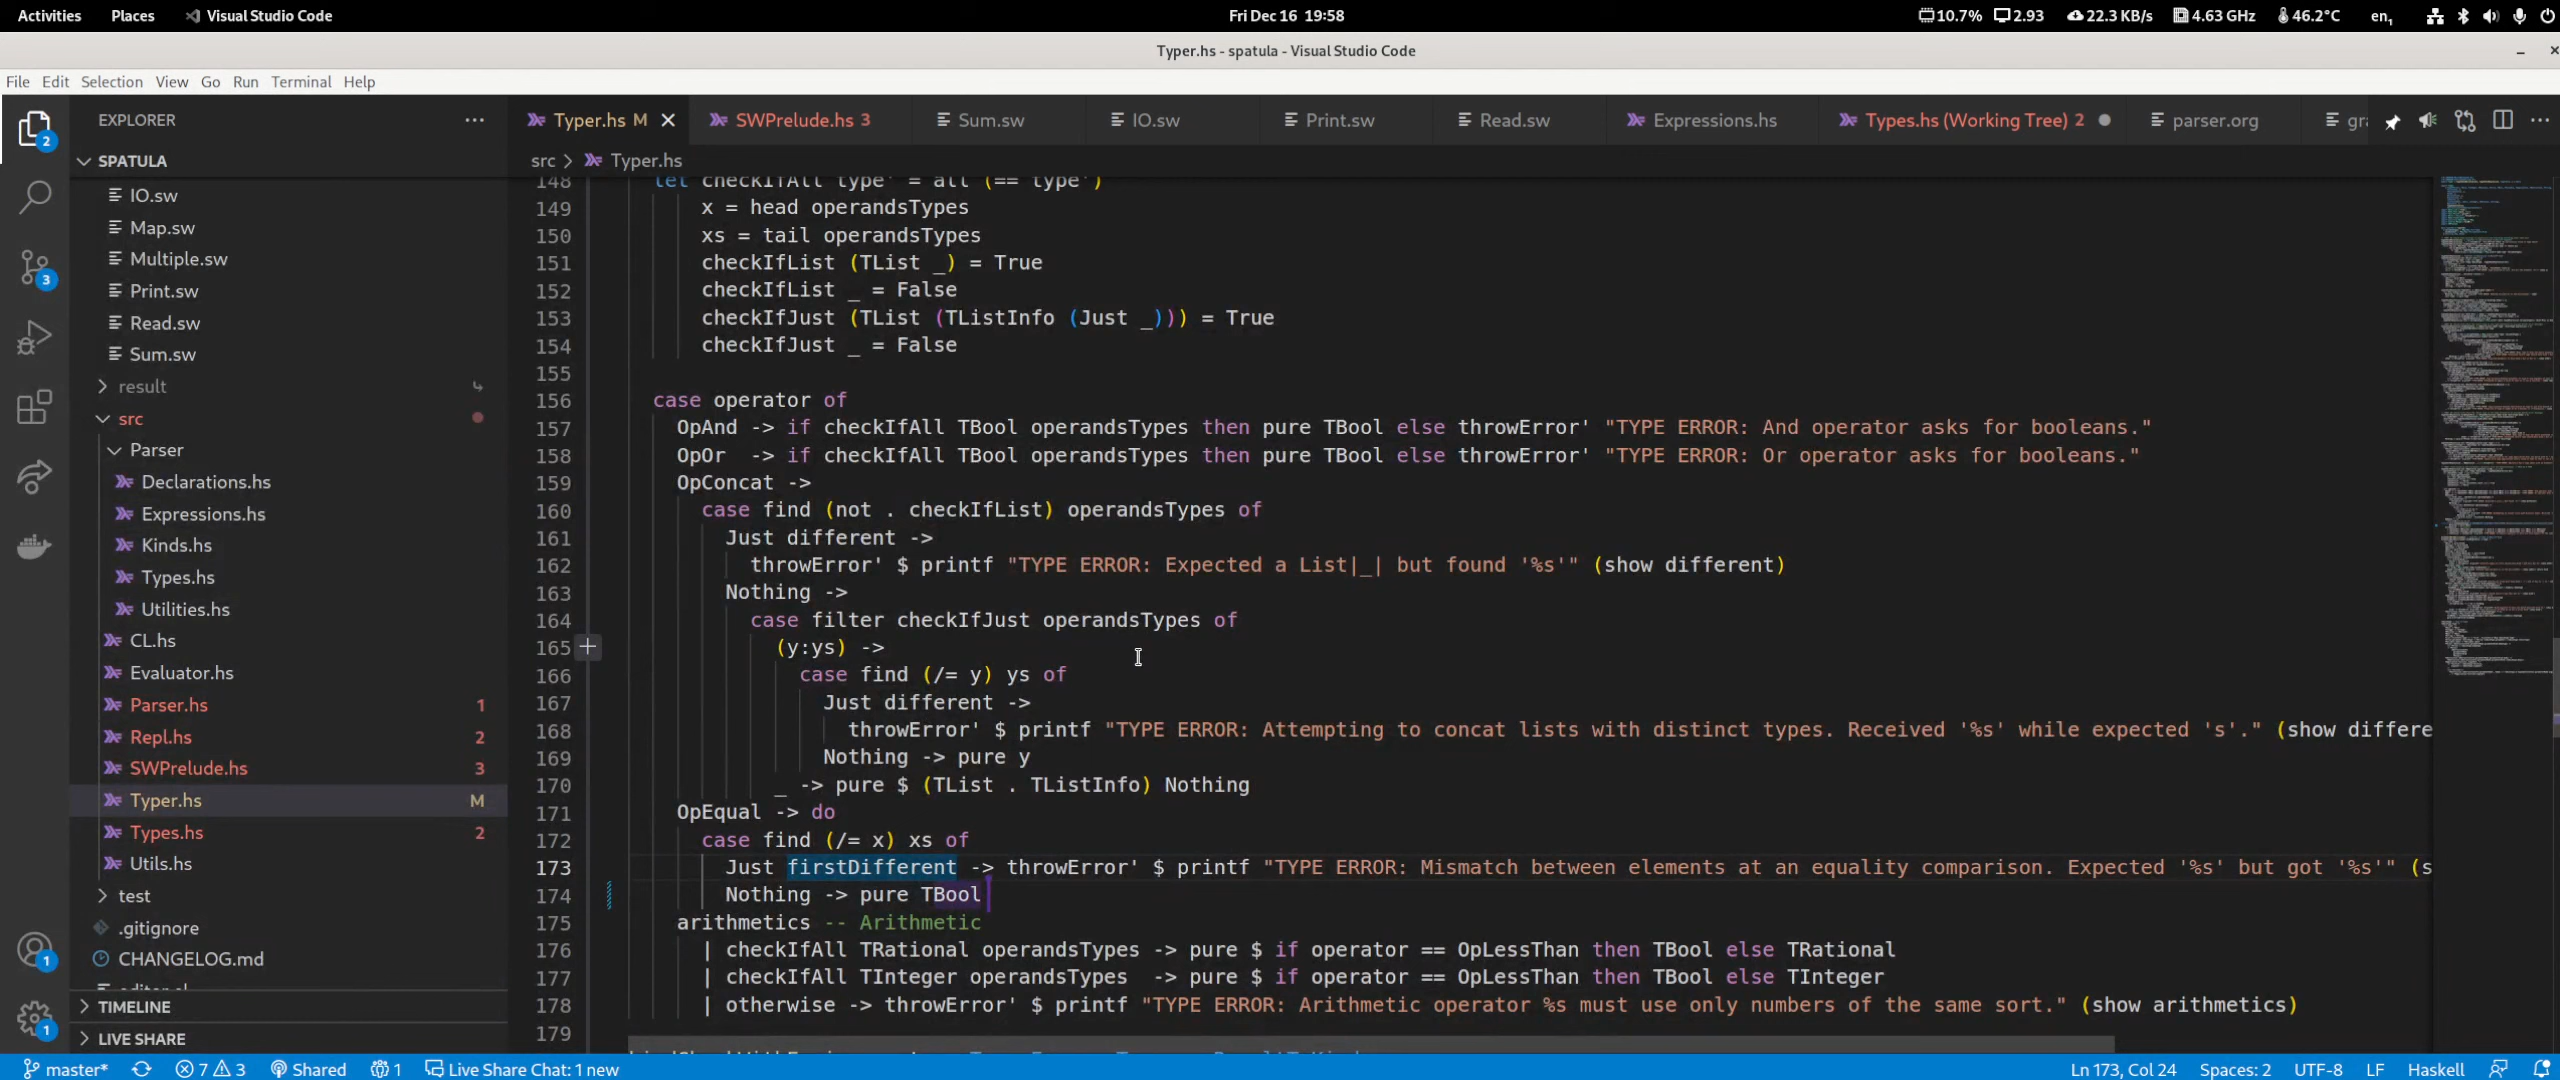 Activities Places Visual Studio Code Fri Dec 16 19:58 10.7% 2.93 22.3 KB/s 4.63 GHz 46.2°C en₁
Typer.hs - spatula - Visual Studio Code
File Edit Selection View Go Run Terminal Help
EXPLORER
Typer.hs M SWPrelude.hs 3 Sum.sw IO.sw Print.sw Read.sw Expressions.hs Types.hs (Working Tree) 2 parser.org gra
SPATULA
src > Typer.hs
IO.sw
Map.sw
Multiple.sw
Print.sw
Read.sw
Sum.sw
result
src
Parser
Declarations.hs
Expressions.hs
Kinds.hs
Types.hs
Utilities.hs
CL.hs
Evaluator.hs
Parser.hs 1
Repl.hs 2
SWPrelude.hs 3
Typer.hs M
Types.hs 2
Utils.hs
test
.gitignore
CHANGELOG.md
TIMELINE
LIVE SHARE
148 let checkIfAll type' = all (== type')
149 x = head operandsTypes
150 xs = tail operandsTypes
151 checkIfList (TList _) = True
152 checkIfList _ = False
153 checkIfJust (TList (TListInfo (Just _))) = True
154 checkIfJust _ = False
155
156 case operator of
157 OpAnd -> if checkIfAll TBool operandsTypes then pure TBool else throwError' "TYPE ERROR: And operator asks for booleans."
158 OpOr -> if checkIfAll TBool operandsTypes then pure TBool else throwError' "TYPE ERROR: Or operator asks for booleans."
159 OpConcat ->
160 case find (not . checkIfList) operandsTypes of
161 Just different ->
162 throwError' $ printf "TYPE ERROR: Expected a List|_| but found '%s'" (show different)
163 Nothing ->
164 case filter checkIfJust operandsTypes of
165 (y:ys) ->
166 case find (/= y) ys of
167 Just different ->
168 throwError' $ printf "TYPE ERROR: Attempting to concat lists with distinct types. Received '%s' while expected 's'." (show differe
169 Nothing -> pure y
170 _ -> pure $ (TList . TListInfo) Nothing
171 OpEqual -> do
172 case find (/= x) xs of
173 Just firstDifferent -> throwError' $ printf "TYPE ERROR: Mismatch between elements at an equality comparison. Expected '%s' but got '%s'" (s
174 Nothing -> pure TBool
175 arithmetics -- Arithmetic
176 | checkIfAll TRational operandsTypes -> pure $ if operator == OpLessThan then TBool else TRational
177 | checkIfAll TInteger operandsTypes -> pure $ if operator == OpLessThan then TBool else TInteger
178 | otherwise -> throwError' $ printf "TYPE ERROR: Arithmetic operator %s must use only numbers of the same sort." (show arithmetics)
179
2
3
1
1
master* 7 3 Shared 1 Live Share Chat: 1 new Ln 173, Col 24 Spaces: 2 UTF-8 LF Haskell